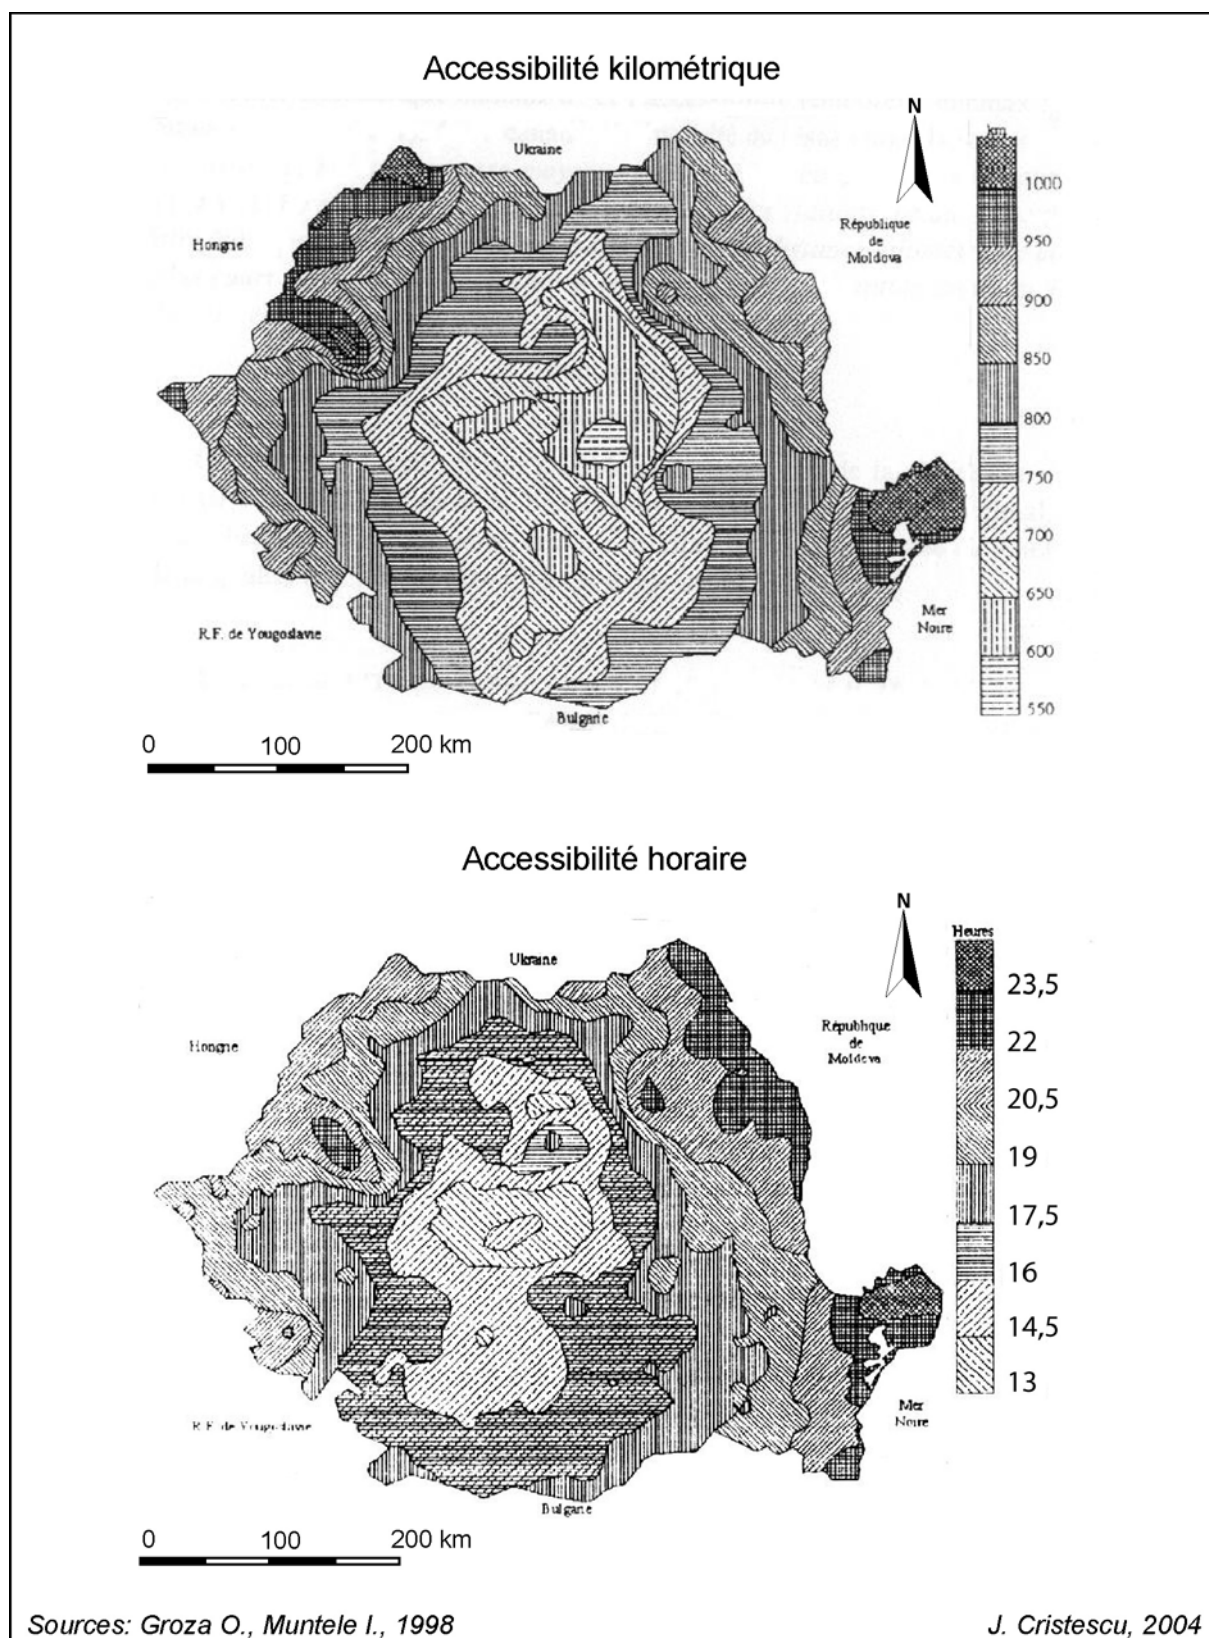 Accessibilité kilométrique
N
Ukraine
km
1000
République
de
Moldova
Hongrie
950
900
850
800
750
700
650
Mer
Noire
R.F. de Yougoslavie
600
550
Bulgarie
0 100 200 km
Accessibilité horaire
N
Heures
Ukraine
23,5
République
de
Moldova
Hongrie
22
20,5
19
17,5
16
14,5
13
Mer
Noire
R.F. de Yougoslavie
Bulgarie
0 100 200 km
Sources: Groza O., Muntele I., 1998
J. Cristescu, 2004